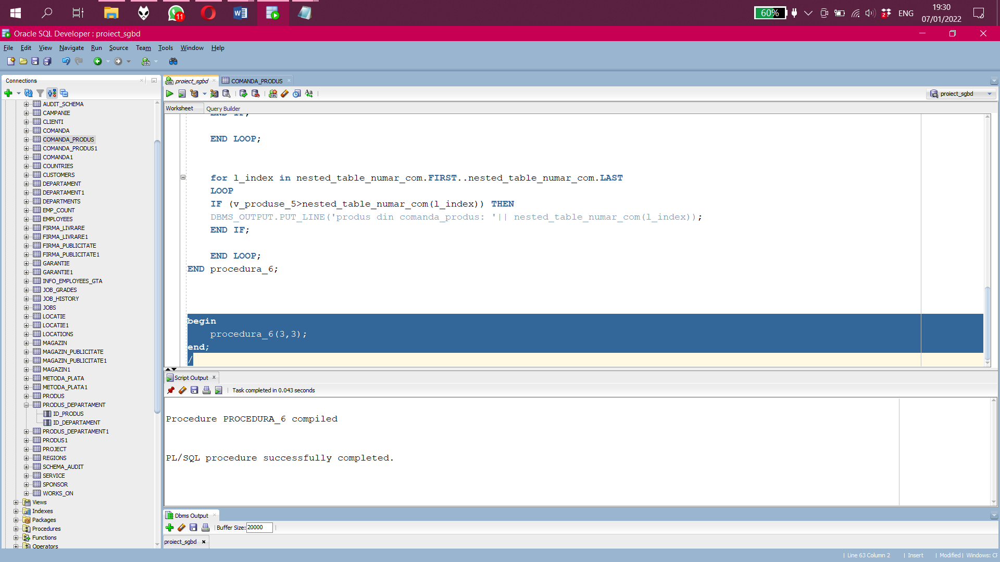 60%
ENG
19:30
07/01/2022
11
2
Oracle SQL Developer : proiect_sgbd
File Edit View Navigate Run Source Team Tools Window Help
Connections
proiect_sgbd
COMANDA_PRODUS
proiect_sgbd
Worksheet Query Builder
AUDIT_SCHEMA
CAMPANIE
CLIENTI
COMANDA
COMANDA_PRODUS
COMANDA_PRODUS1
COMANDA1
COUNTRIES
CUSTOMERS
DEPARTAMENT
DEPARTAMENT1
DEPARTMENTS
EMP_COUNT
EMPLOYEES
FIRMA_LIVRARE
FIRMA_LIVRARE1
FIRMA_PUBLICITATE
FIRMA_PUBLICITATE1
GARANTIE
GARANTIE1
INFO_EMPLOYEES_GTA
JOB_GRADES
JOB_HISTORY
JOBS
LOCATIE
LOCATIE1
LOCATIONS
MAGAZIN
MAGAZIN_PUBLICITATE
MAGAZIN_PUBLICITATE1
MAGAZIN1
METODA_PLATA
METODA_PLATA1
PRODUS
PRODUS_DEPARTAMENT
ID_PRODUS
ID_DEPARTAMENT
PRODUS_DEPARTAMENT1
PRODUS1
PROJECT
REGIONS
SCHEMA_AUDIT
SERVICE
SPONSOR
WORKS_ON
Views
Indexes
Packages
Procedures
Functions
Operators
END IF;
END LOOP;
for l_index in nested_table_numar_com.FIRST..nested_table_numar_com.LAST
LOOP
IF (v_produse_5>nested_table_numar_com(l_index)) THEN
DBMS_OUTPUT.PUT_LINE('produs din comanda_produs: '|| nested_table_numar_com(l_index));
END IF;
END LOOP;
END procedura_6;
begin
procedura_6(3,3);
end;
/
Script Output
Task completed in 0.043 seconds
Procedure PROCEDURA_6 compiled
PL/SQL procedure successfully completed.
Dbms Output
Buffer Size: 20000
proiect_sgbd
Line 63 Column 2 | Insert | Modified | Windows: CR